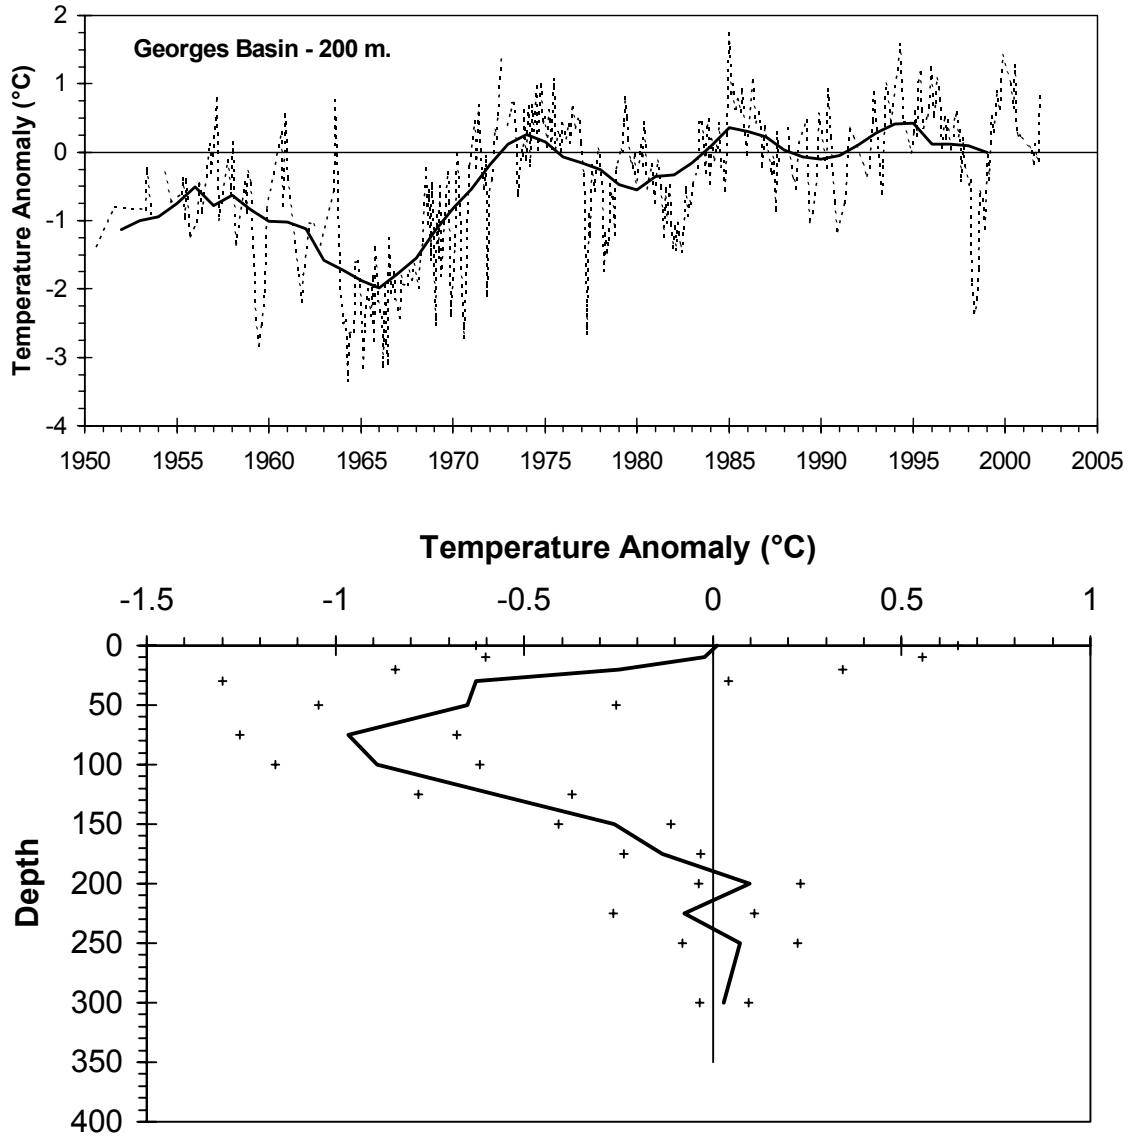 2
Georges Basin - 200 m.
1
0
-1
-2
-3
-4
Temperature Anomaly (°C)
1950 1955 1960 1965 1970 1975 1980 1985 1990 1995 2000 2005
Temperature Anomaly (°C)
-1.5 -1 -0.5 0 0.5 1
0
50
100
150
200
250
300
350
400
Depth